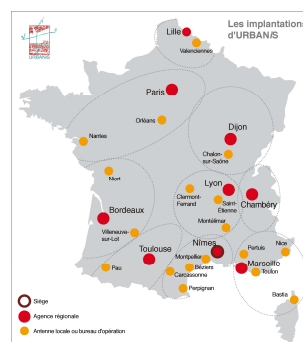 Les implantations
d'URBAN/S
URBANIS
Lille
Valenciennes
Paris
Orléans
Dijon
Nantes
Chalon-
sur-Saône
Niort
Lyon
Clermont-
Ferrand
Saint-
Etienne
Chambéry
Bordeaux
Montélimar
Villeneuve-
sur-Lot
Toulouse
Nîmes
Montpellier
Pertuis
Nice
Marseille
Pau
Béziers
Toulon
Carcassonne
Perpignan
Bastia
Siège
Agence régionale
Antenne locale ou bureau d'opération